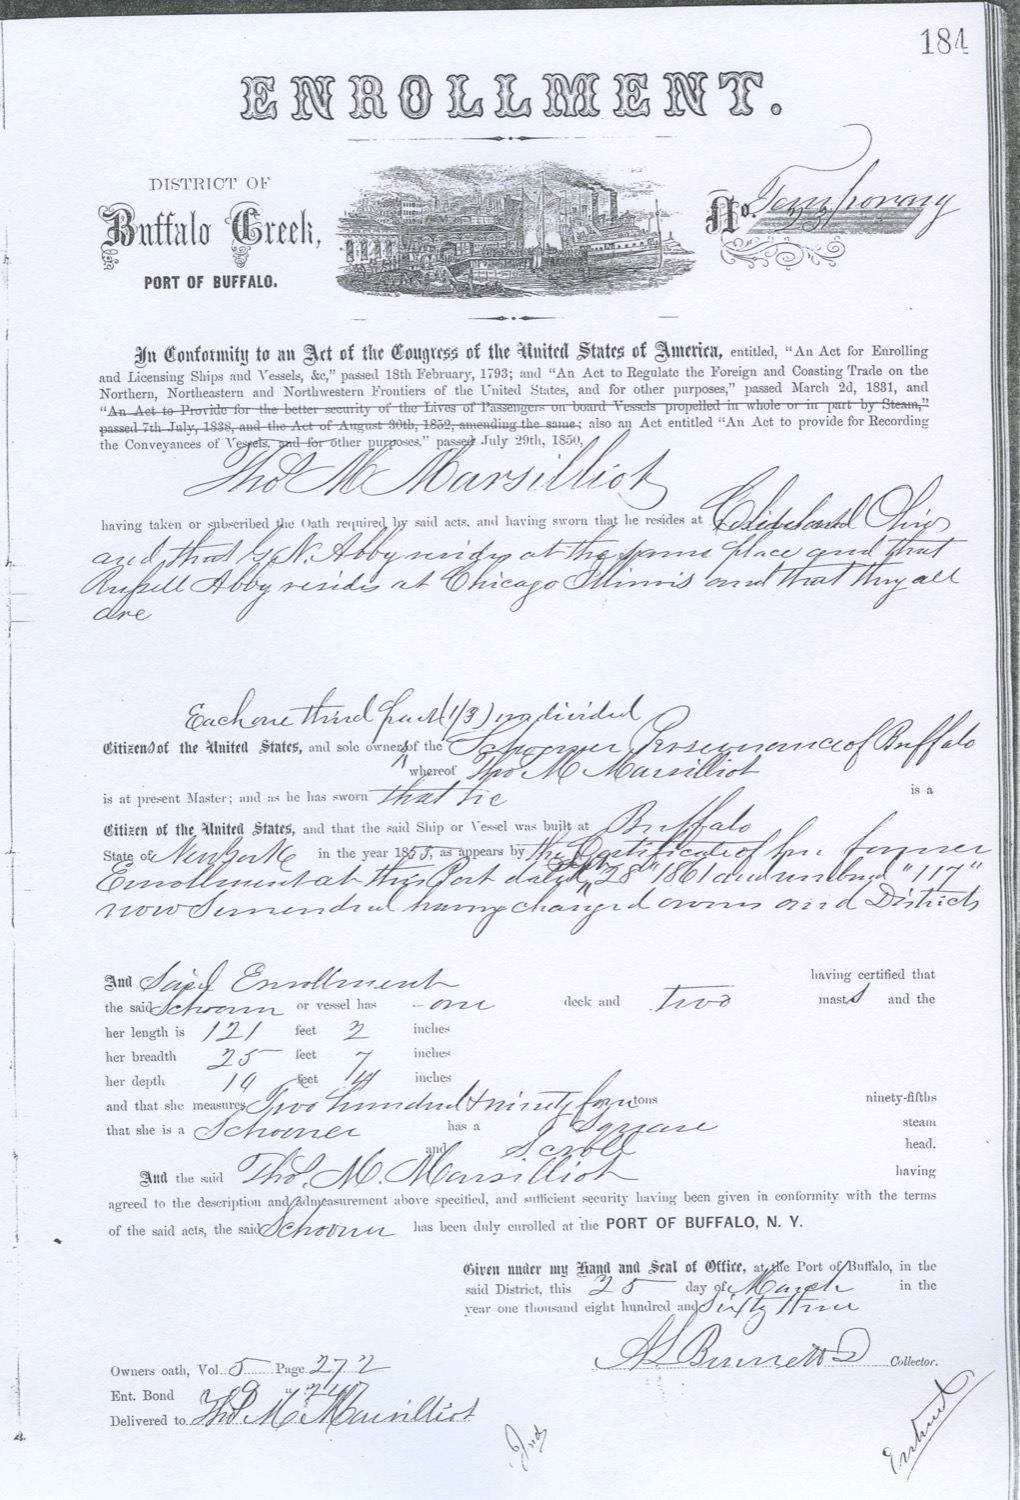 184
ENROLLMENT.
DISTRICT OF
Buffalo Creek,
PORT OF BUFFALO.
No. Temporary
In Conformity to an Act of the Congress of the United States of America, entitled, "An Act for Enrolling
and Licensing Ships and Vessels, &c," passed 18th February, 1793; and "An Act to Regulate the Foreign and Coasting Trade on the
Northern, Northeastern and Northwestern Frontiers of the United States, and for other purposes," passed March 2d, 1831, and
"An Act to Provide for the better security of the Lives of Passengers on board Vessels propelled in whole or in part by Steam,"
passed 7th July, 1838, and the Act of August 30th, 1852, amending the same; also an Act entitled "An Act to provide for Recording
the Conveyances of Vessels, and for other purposes," passed July 29th, 1850,
Thos M Marsilliot
having taken or subscribed the Oath required by said acts, and having sworn that he resides at Cleveland Ohio
and that G. N. Abby resides at the same place and that
Russell Abby resides at Chicago Illinois and that they all
are
Each one third part (1/3) undivided
Citizens of the United States, and sole owners of the Schooner Perseverance of Buffalo
whereof Thos M Marsilliot
is at present Master; and as he has sworn that he is a
Citizen of the United States, and that the said Ship or Vessel was built at Buffalo
State of New York in the year 1855, as appears by the Certificate of her former
Enrollment at this Port dated "28" 1861 and numbered "117"
now Surrendered having changed owners and Districts
And Said Enrollment having certified that
the said Schooner or vessel has one deck and two masts and the
her length is 121 feet 2 inches
her breadth 25 feet 7 inches
her depth feet inches
and that she measures Two hundred & ninety four tons ninety-fifths
that she is a Schooner has a Square steam
and Scroll head.
And the said Thos. M. Marsilliot having
agreed to the description and admeasurement above specified, and sufficient security having been given in conformity with the terms
of the said acts, the said Schooner has been duly enrolled at the PORT OF BUFFALO, N. Y.
Given under my Hand and Seal of Office, at the Port of Buffalo, in the
said District, this 25 day of March in the
year one thousand eight hundred and Sixty three
Collector.
Owners oath, Vol. 5 Page 272
Ent. Bond
Delivered to Thos M Marsilliot